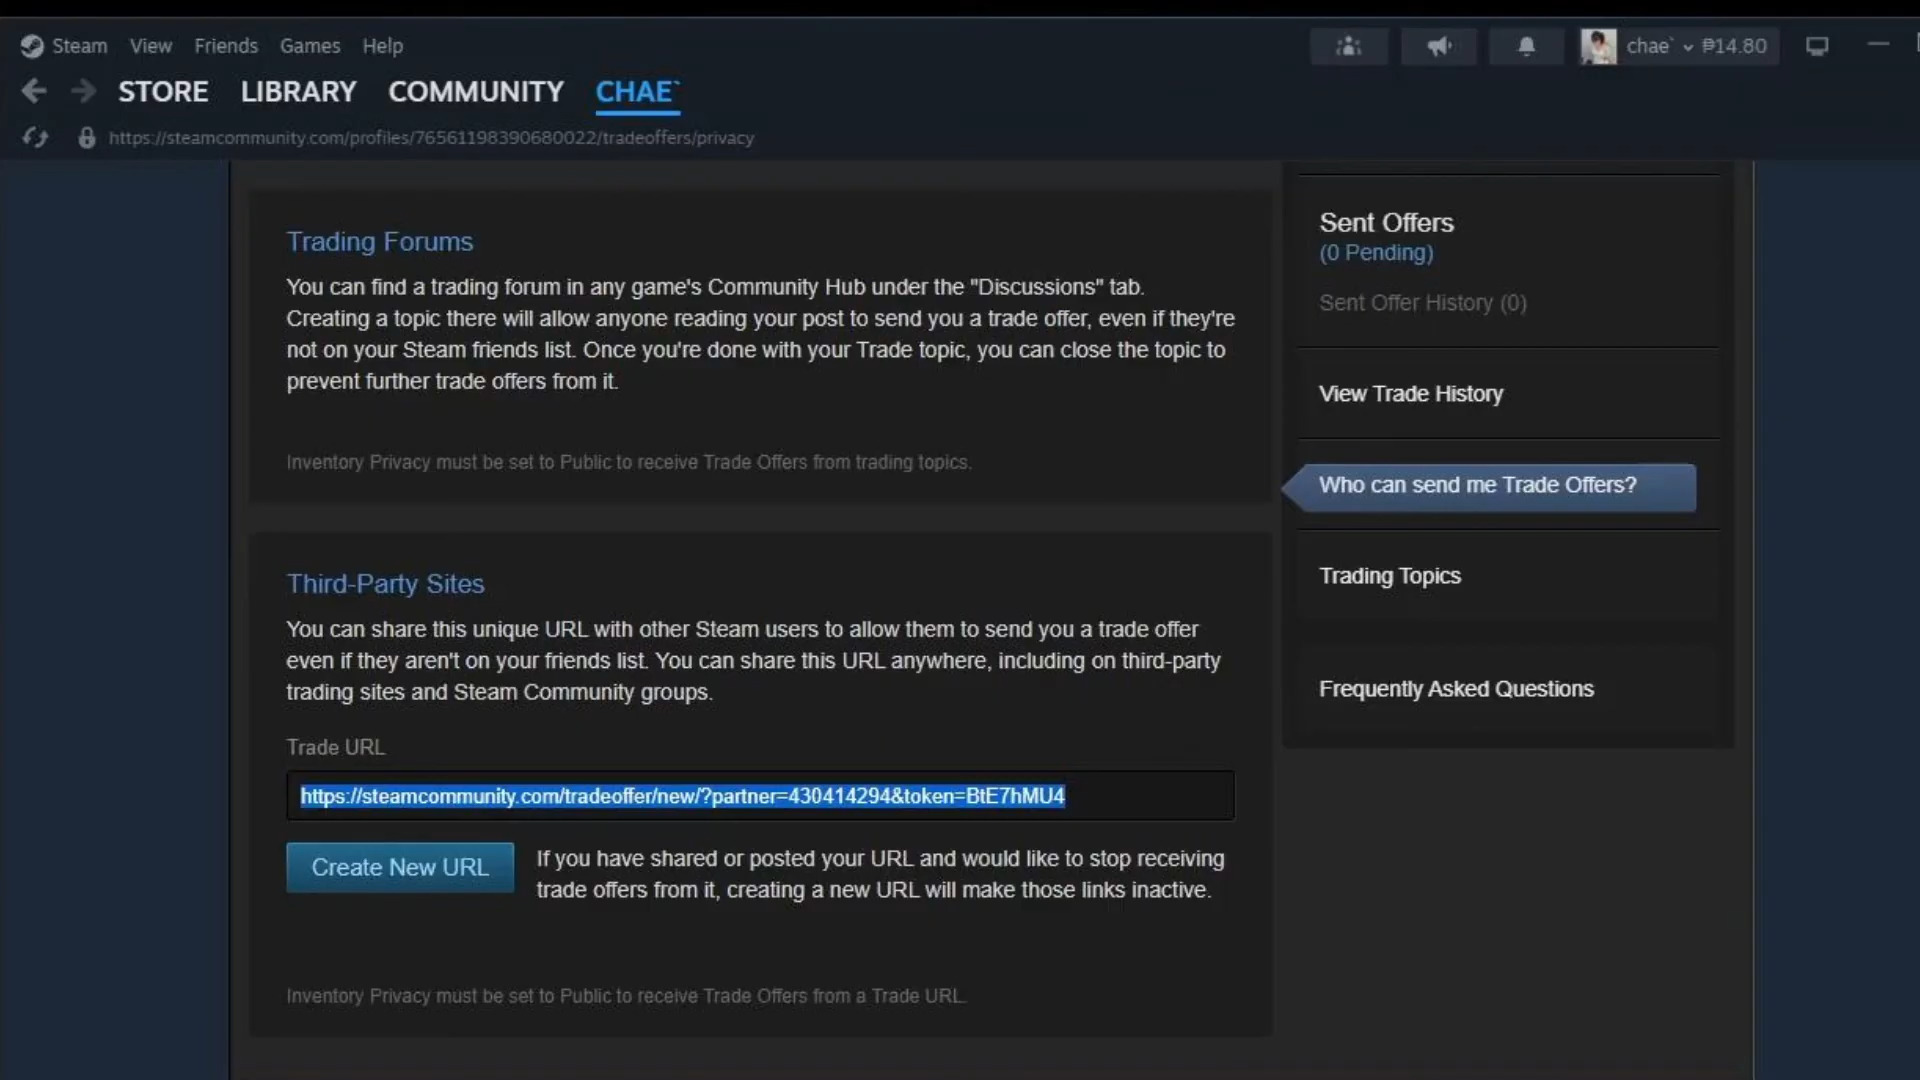 Steam View Friends Games Help
chae` ₱14.80
STORE LIBRARY COMMUNITY CHAE`
https://steamcommunity.com/profiles/76561198390680022/tradeoffers/privacy
Trading Forums
You can find a trading forum in any game's Community Hub under the "Discussions" tab.
Creating a topic there will allow anyone reading your post to send you a trade offer, even if they're
not on your Steam friends list. Once you're done with your Trade topic, you can close the topic to
prevent further trade offers from it.
Inventory Privacy must be set to Public to receive Trade Offers from trading topics.
Third-Party Sites
You can share this unique URL with other Steam users to allow them to send you a trade offer
even if they aren't on your friends list. You can share this URL anywhere, including on third-party
trading sites and Steam Community groups.
Trade URL
https://steamcommunity.com/tradeoffer/new/?partner=430414294&token=BtE7hMU4
Create New URL
If you have shared or posted your URL and would like to stop receiving
trade offers from it, creating a new URL will make those links inactive.
Inventory Privacy must be set to Public to receive Trade Offers from a Trade URL.
Sent Offers
(0 Pending)
Sent Offer History (0)
View Trade History
Who can send me Trade Offers?
Trading Topics
Frequently Asked Questions